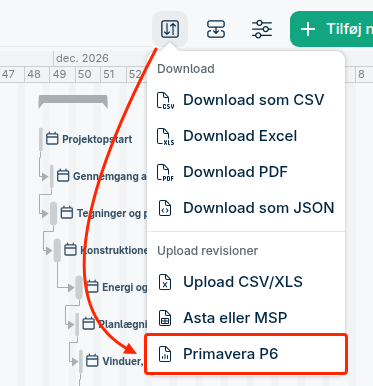 + Tilføj n
dec. 2026
47 48 49 50 51 52 8
Download
Download som CSV
Download Excel
Download PDF
Download som JSON
Upload revisioner
Upload CSV/XLS
Asta eller MSP
Primavera P6
Projektopstart
Gennemgang a
Tegninger og p
Konstruktione
Energi og
Planlægni
Vinduer,